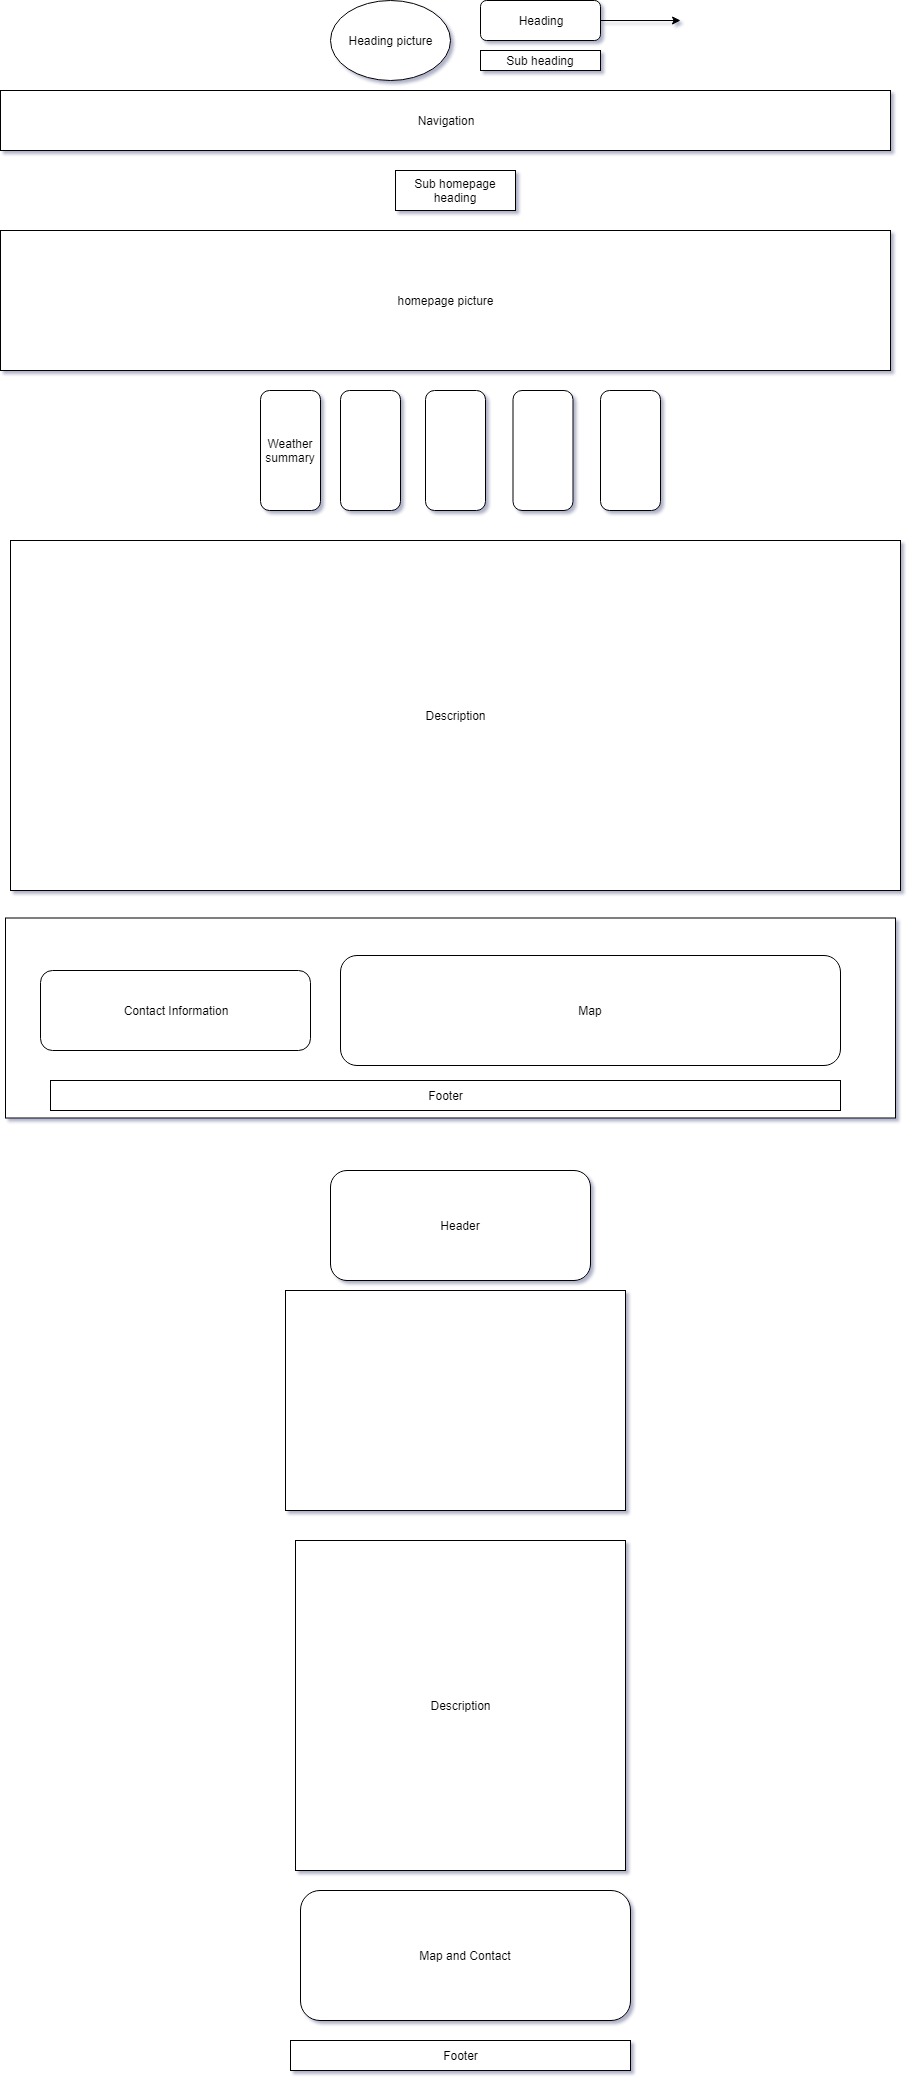 Heading picture
Heading
Sub heading
Navigation
Sub homepage
heading
homepage picture
Weather
summary
Description
Contact Information
Map
Footer
Header
Description
Map and Contact
Footer